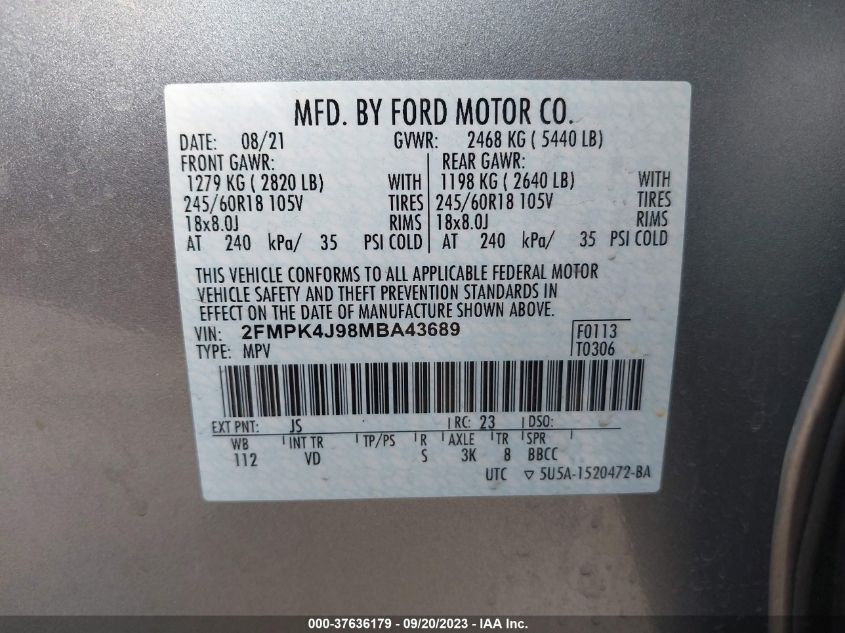 MFD. BY FORD MOTOR CO.
DATE: 08/21 GVWR: 2468 KG ( 5440 LB)
FRONT GAWR: REAR GAWR:
1279 KG ( 2820 LB) WITH 1198 KG ( 2640 LB) WITH
245/60R18 105V TIRES 245/60R18 105V TIRES
18x8.0J RIMS 18x8.0J RIMS
AT 240 kPa/ 35 PSI COLD AT 240 kPa/ 35 PSI COLD
THIS VEHICLE CONFORMS TO ALL APPLICABLE FEDERAL MOTOR
VEHICLE SAFETY AND THEFT PREVENTION STANDARDS IN
EFFECT ON THE DATE OF MANUFACTURE SHOWN ABOVE.
VIN: 2FMPK4J98MBA43689 F0113
TYPE: MPV T0306
EXT PNT: JS RC: 23 DSO:
WB INT TR TP/PS R AXLE TR SPR
112 VD S 3K 8 BBCC
UTC ▽ 5U5A-1520472-BA
000-37636179 - 09/20/2023 - IAA Inc.